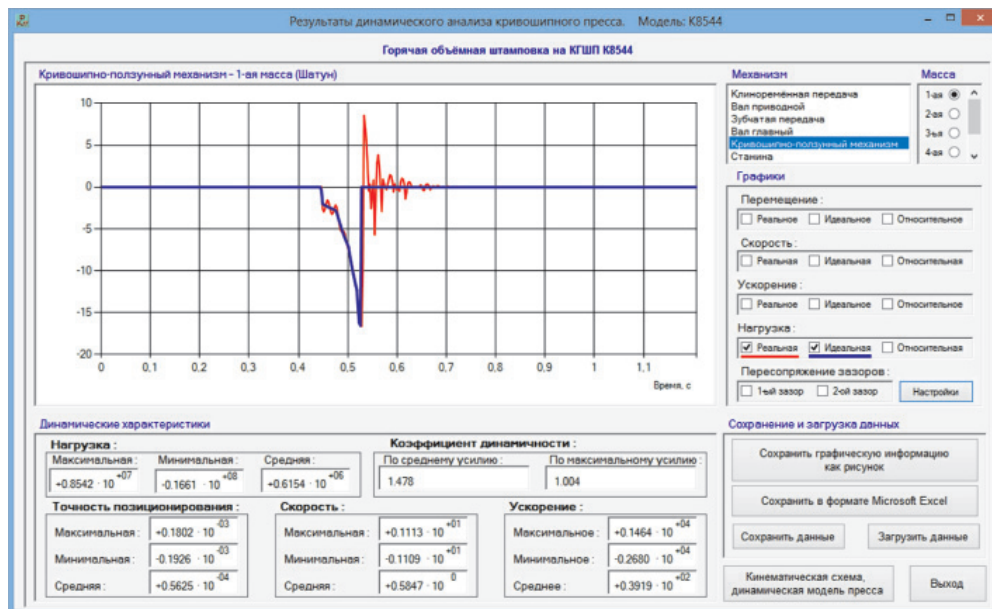 Результаты динамического анализа кривошипного пресса. Модель: К8544
Горячая объёмная штамповка на КГШП К8544
Кривошипно-ползунный механизм - 1-ая масса (Шатун)
10
5
0
-5
-10
-15
-20
0 0,1 0,2 0,3 0,4 0,5 0,6 0,7 0,8 0,9 1 1,1
Время, с
Механизм
Клиноремённая передача
Вал приводной
Зубчатая передача
Вал главный
Кривошипно-ползунный механизм
Станина
Масса
1-ая
2-ая
3-ья
4-ая
Графики
Перемещение :
Реальное Идеальное Относительное
Скорость :
Реальная Идеальная Относительная
Ускорение :
Реальное Идеальное Относительное
Нагрузка :
Реальная Идеальная Относительная
Пересопряжение зазоров :
1-ый зазор 2-ой зазор Настройки
Динамические характеристики
Нагрузка :
Максимальная : Минимальная : Средняя :
+0.8542 · 10 +07 -0.1661 · 10 +08 +0.6154 · 10 +06
Коэффициент динамичности :
По среднему усилию : По максимальному усилию :
1.478 1.004
Точность позиционирования :
Максимальная : +0.1802 · 10 -03
Минимальная : -0.1926 · 10 -03
Средняя : +0.5625 · 10 -04
Скорость :
Максимальная : +0.1113 · 10 +01
Минимальная : -0.1109 · 10 +01
Средняя : +0.5847 · 10 0
Ускорение :
Максимальное : +0.1464 · 10 +04
Минимальное : -0.2680 · 10 +04
Среднее : +0.3919 · 10 +02
Сохранение и загрузка данных
Сохранить графическую информацию
как рисунок
Сохранить в формате Microsoft Excel
Сохранить данные Загрузить данные
Кинематическая схема,
динамическая модель пресса
Выход